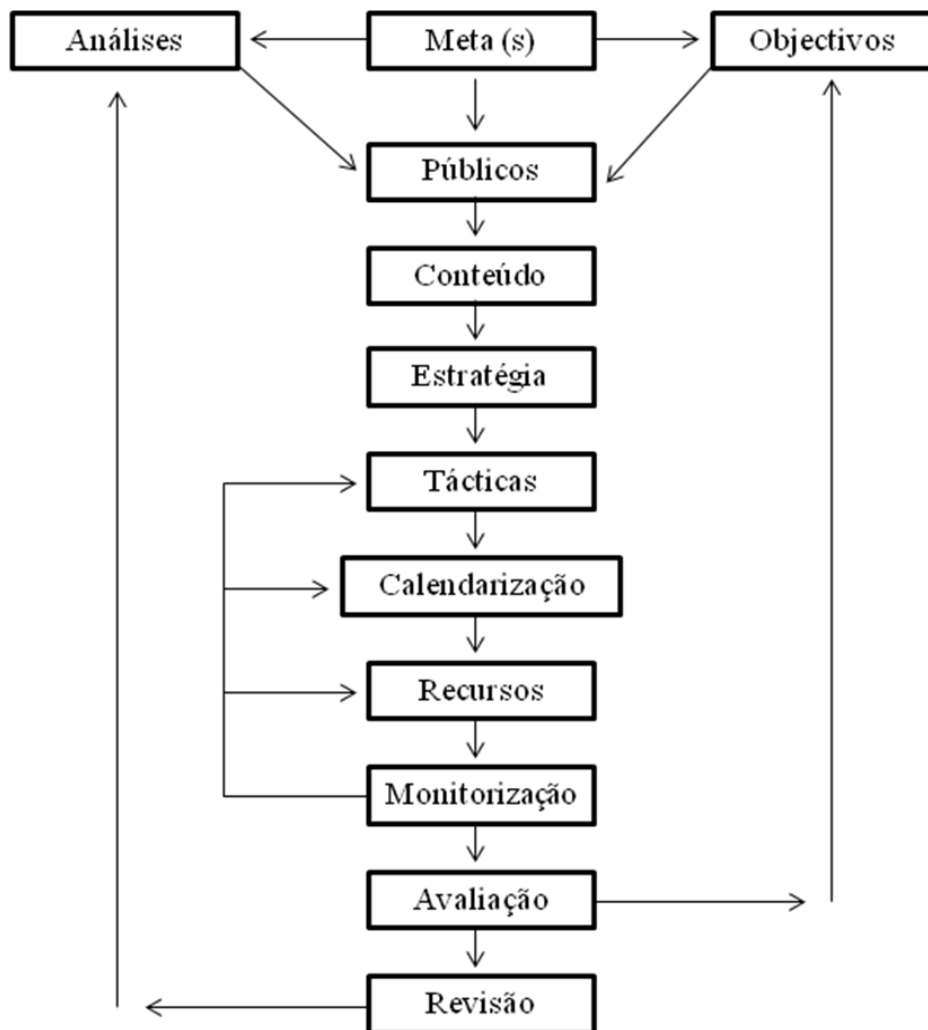 Análises
Meta (s)
Objectivos
Públicos
Conteúdo
Estratégia
Tácticas
Calendarização
Recursos
Monitorização
Avaliação
Revisão